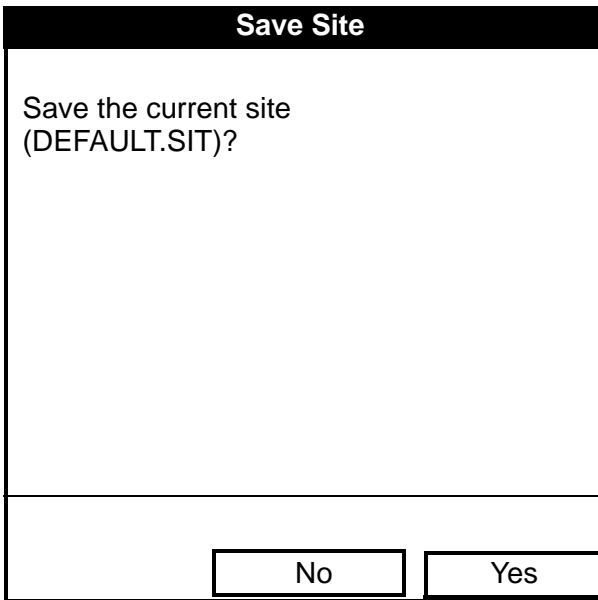 Save Site
Save the current site
(DEFAULT.SIT)?
No
Yes